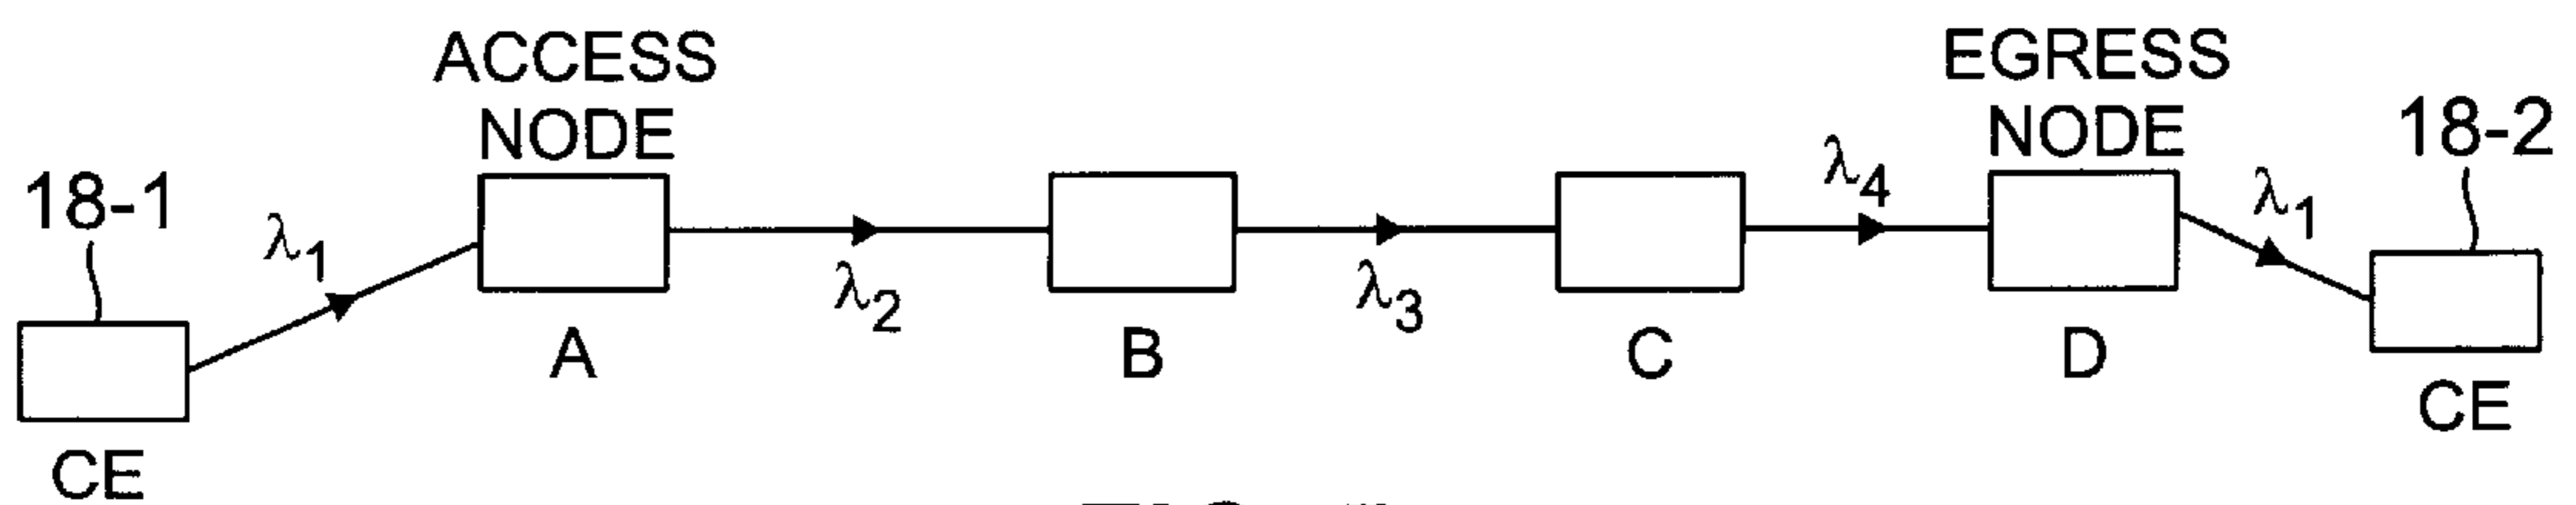 ACCESS
NODE
EGRESS
NODE
18-1
18-2
λ1
λ2
λ3
λ4
λ1
A
B
C
D
CE
CE